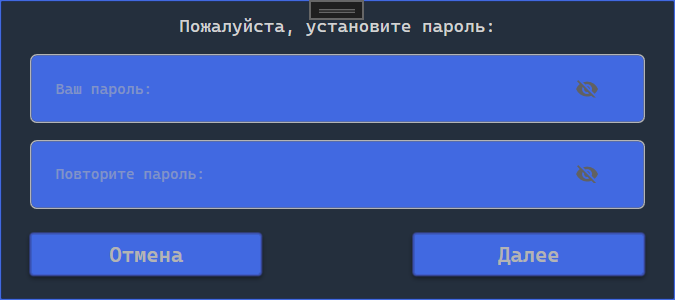 Пожалуйста, установите пароль:
Ваш пароль:
Повторите пароль:
Отмена
Далее